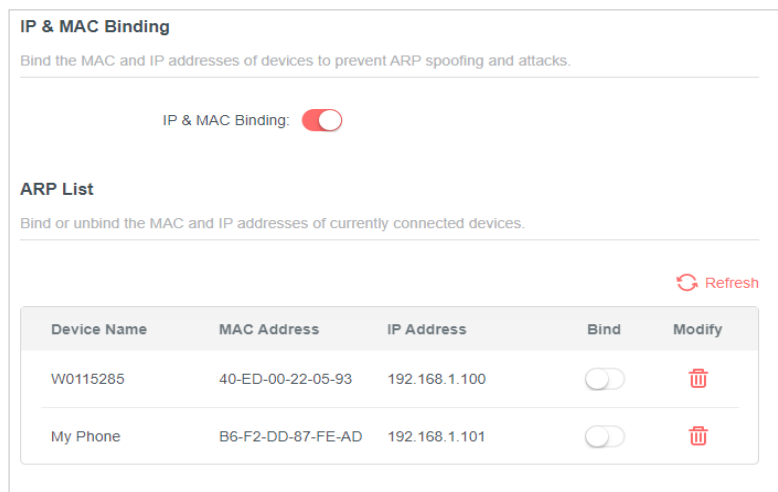 IP & MAC Binding
Bind the MAC and IP addresses of devices to prevent ARP spoofing and attacks.
IP & MAC Binding:
ARP List
Bind or unbind the MAC and IP addresses of currently connected devices.
Refresh
Device Name MAC Address IP Address Bind Modify
W0115285 40-ED-00-22-05-93 192.168.1.100
My Phone B6-F2-DD-87-FE-AD 192.168.1.101